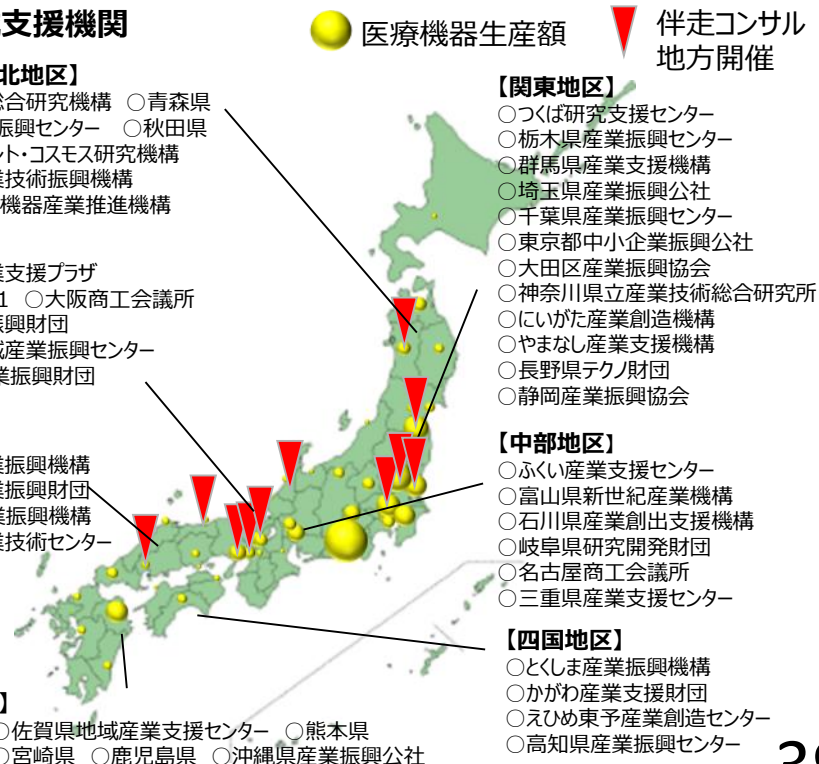 支援機関
医療機器生産額
伴走コンサル
地方開催
北地区】
総合研究機構 ○青森県
振興センター ○秋田県
ント・コスモス研究機構
業技術振興機構
機器産業推進機構
業支援プラザ
1 ○大阪商工会議所
振興財団
域産業振興センター
業振興財団
業振興機構
業振興財団
業振興機構
業技術センター
】
○佐賀県地域産業支援センター ○熊本県
○宮崎県 ○鹿児島県 ○沖縄県産業振興公社
【関東地区】
○つくば研究支援センター
○栃木県産業振興センター
○群馬県産業支援機構
○埼玉県産業振興公社
○千葉県産業振興センター
○東京都中小企業振興公社
○大田区産業振興協会
○神奈川県立産業技術総合研究所
○にいがた産業創造機構
○やまなし産業支援機構
○長野県テクノ財団
○静岡産業振興協会
【中部地区】
○ふくい産業支援センター
○富山県新世紀産業機構
○石川県産業創出支援機構
○岐阜県研究開発財団
○名古屋商工会議所
○三重県産業支援センター
【四国地区】
○とくしま産業振興機構
○かがわ産業支援財団
○えひめ東予産業創造センター
○高知県産業振興センター